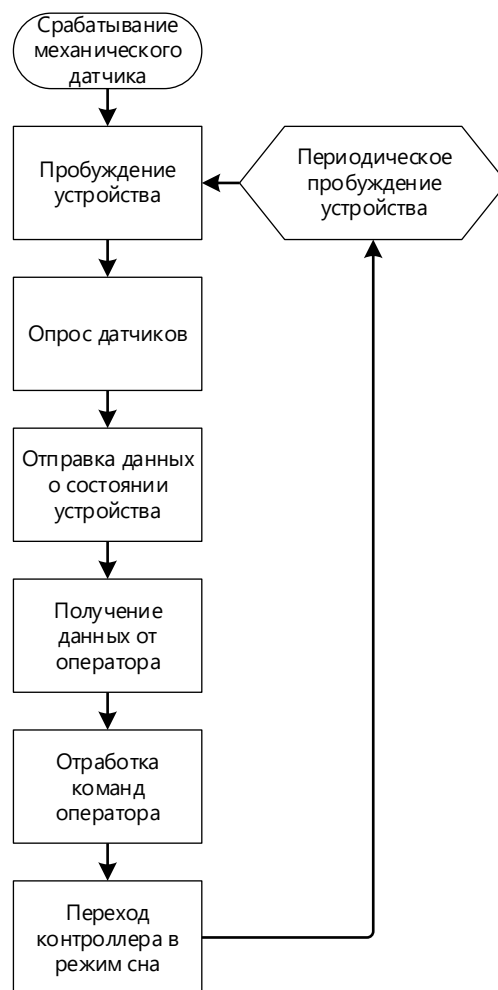 Срабатывание
механического
датчика
Пробуждение
устройства
Периодическое
пробуждение
устройства
Опрос датчиков
Отправка данных
о состоянии
устройства
Получение
данных от
оператора
Отработка
команд
оператора
Переход
контроллера в
режим сна